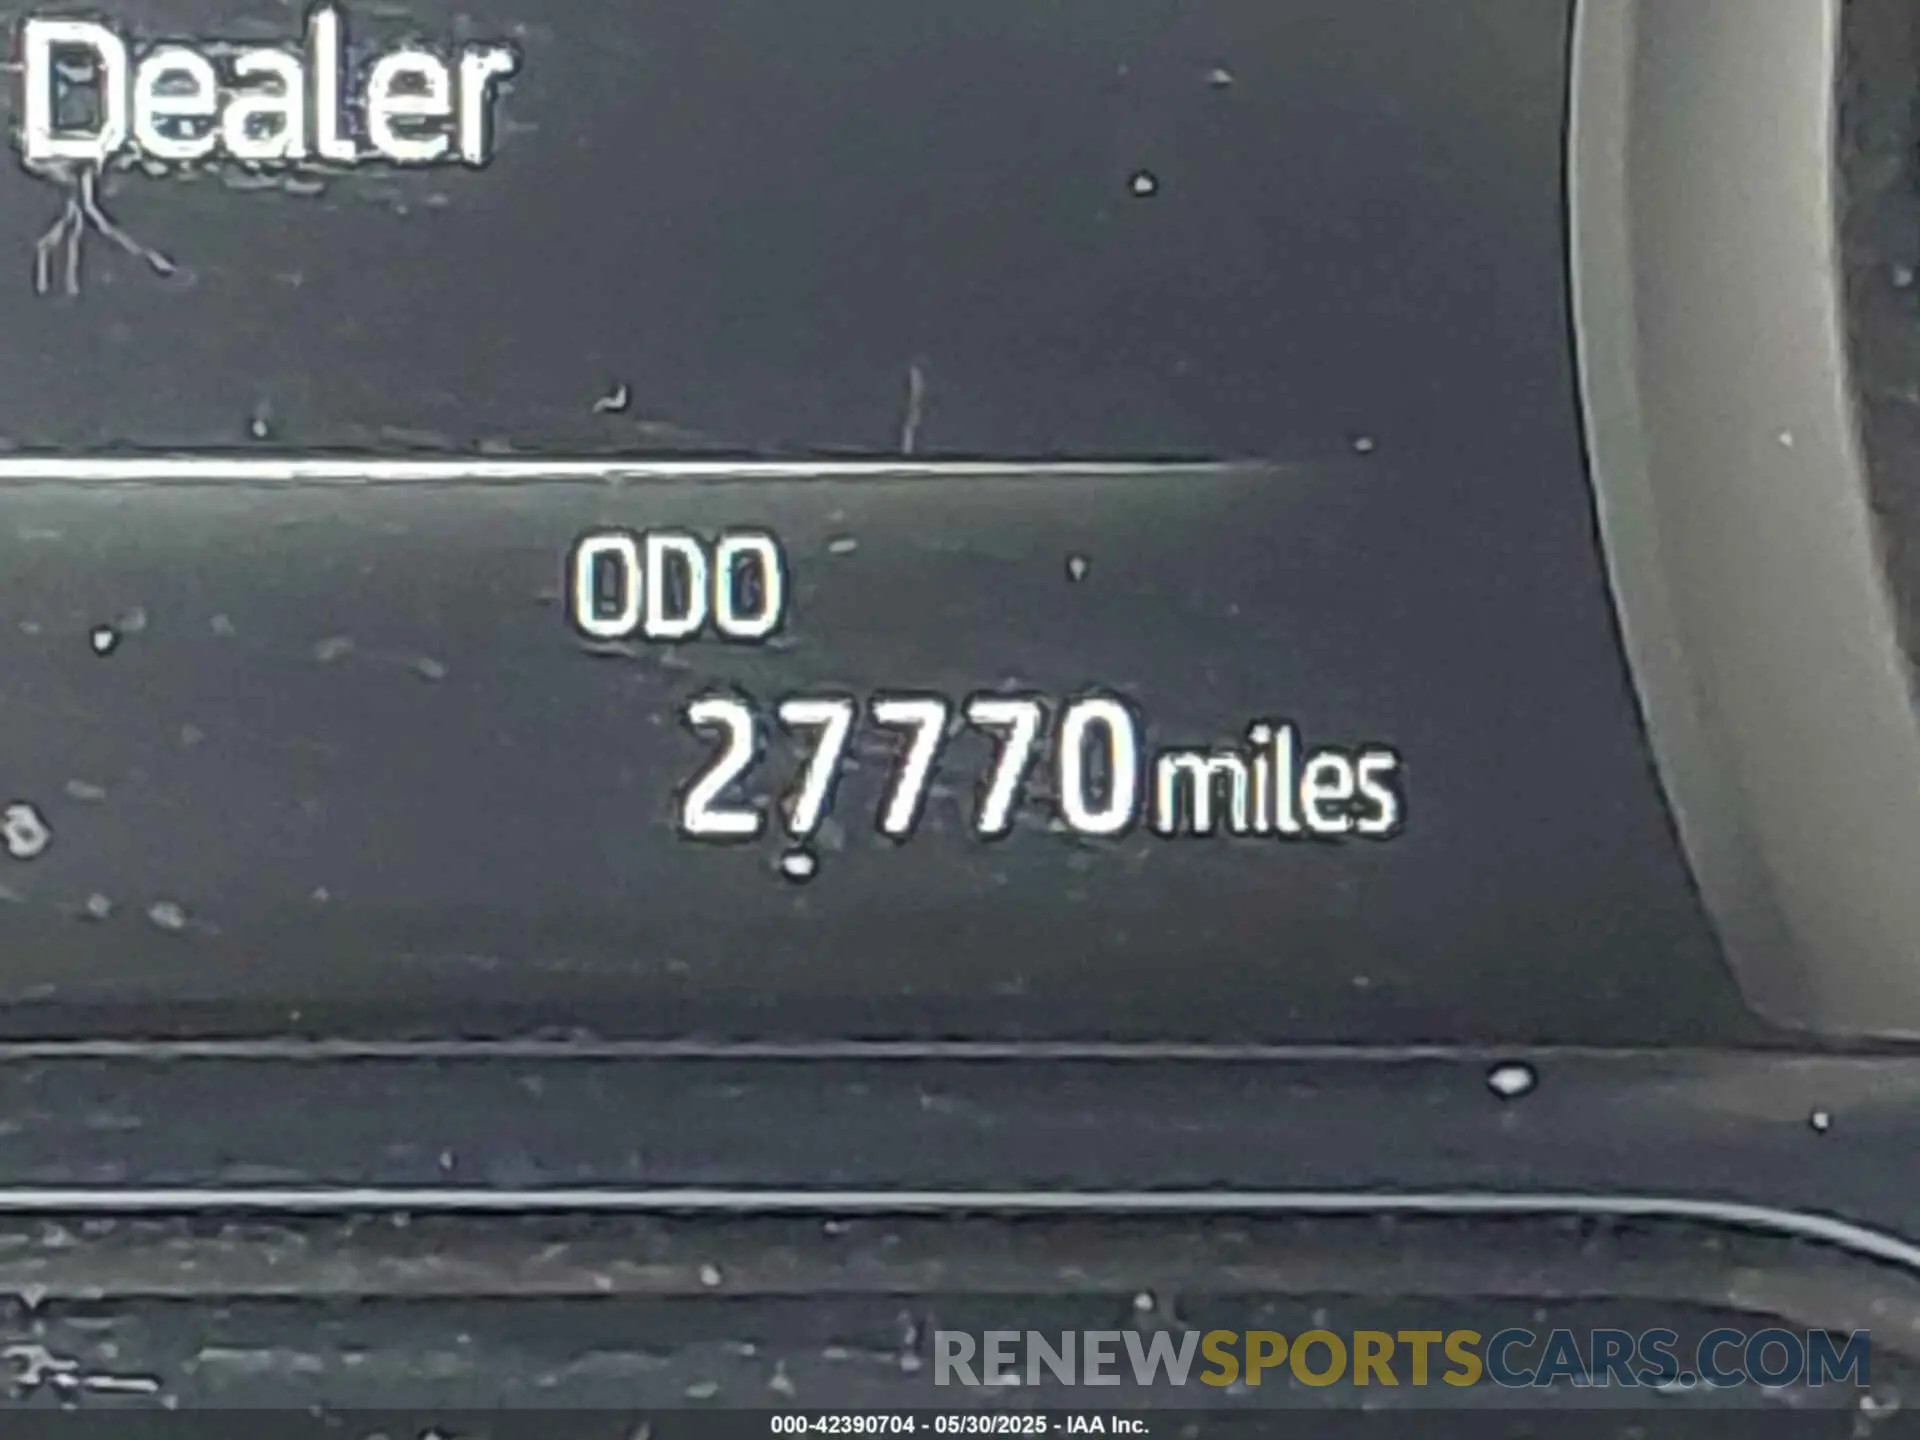 Dealer
ODO
27770 miles
RENEWSPORTSCARS.COM
000-42390704 - 05/30/2025 - IAA Inc.